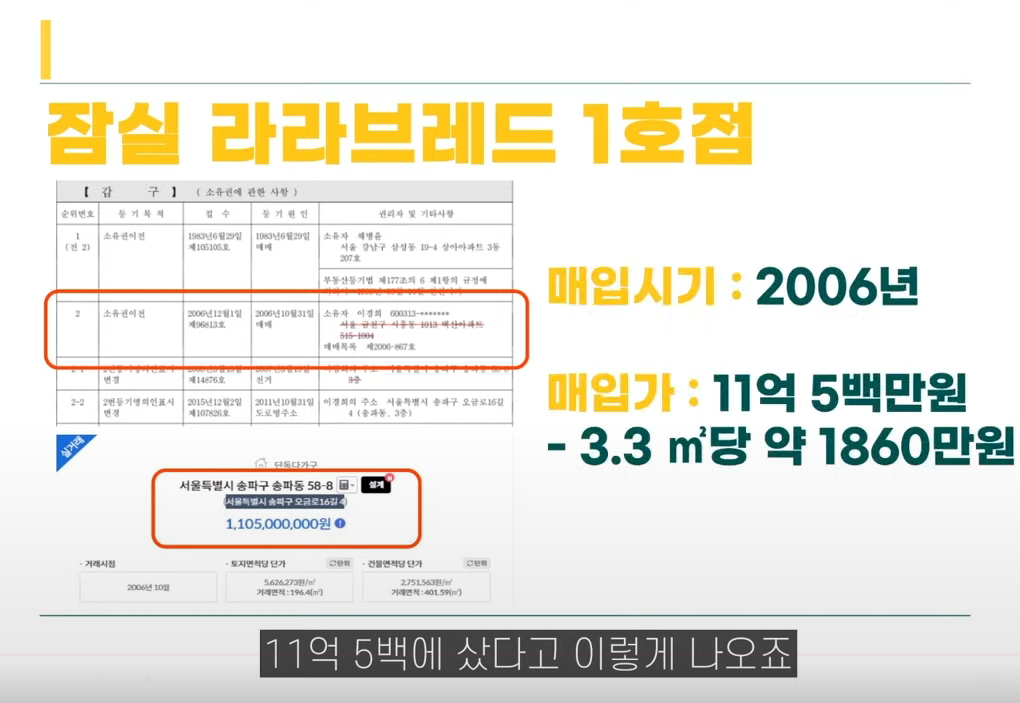 잠실 라라브레드 1호점
【 갑 구 】 ( 소유권에 관한 사항 )
순위번호 등 기 목 적 접 수 등 기 원 인 권리자 및 기타사항
1 소유권이전 1983년6월29일 1983년6월29일 소유자
(전 2) 제105105호 매매 서울 강남구 삼성동 19-4 상아아파트 3동
207호
부동산등기법 제177조의 6 제1항의 규정에
2 소유권이전 2006년12월1일 2006년10월31일 소유자 이경희 600313-*******
제96813호 매매 서울 금천구 시흥동 1013 벽산아파트
515-1004
매매목록 제2006-867호
변경 제14876호 전거 3층
2-2 2번등기명의인표시 2015년12월2일 2011년10월31일 이경희의 주소 서울특별시 송파구 오금로16길
변경 제107826호 도로명주소 4 (송파동, 3층)
매입시기 : 2006년
매입가 : 11억 5백만원
- 3.3 ㎡당 약 1860만원
실거래
단독다가구
서울특별시 송파구 송파동 58-8 설계
(서울특별시 송파구 오금로16길 4)
1,105,000,000원
· 거래시점 · 토지면적당 단가 단위 · 건물면적당 단가 단위
2006년 10월 5,626,273원/㎡ 2,751,563원/㎡
거래면적 : 196.4(㎡) 거래면적 : 401.59(㎡)
11억 5백에 샀다고 이렇게 나오죠